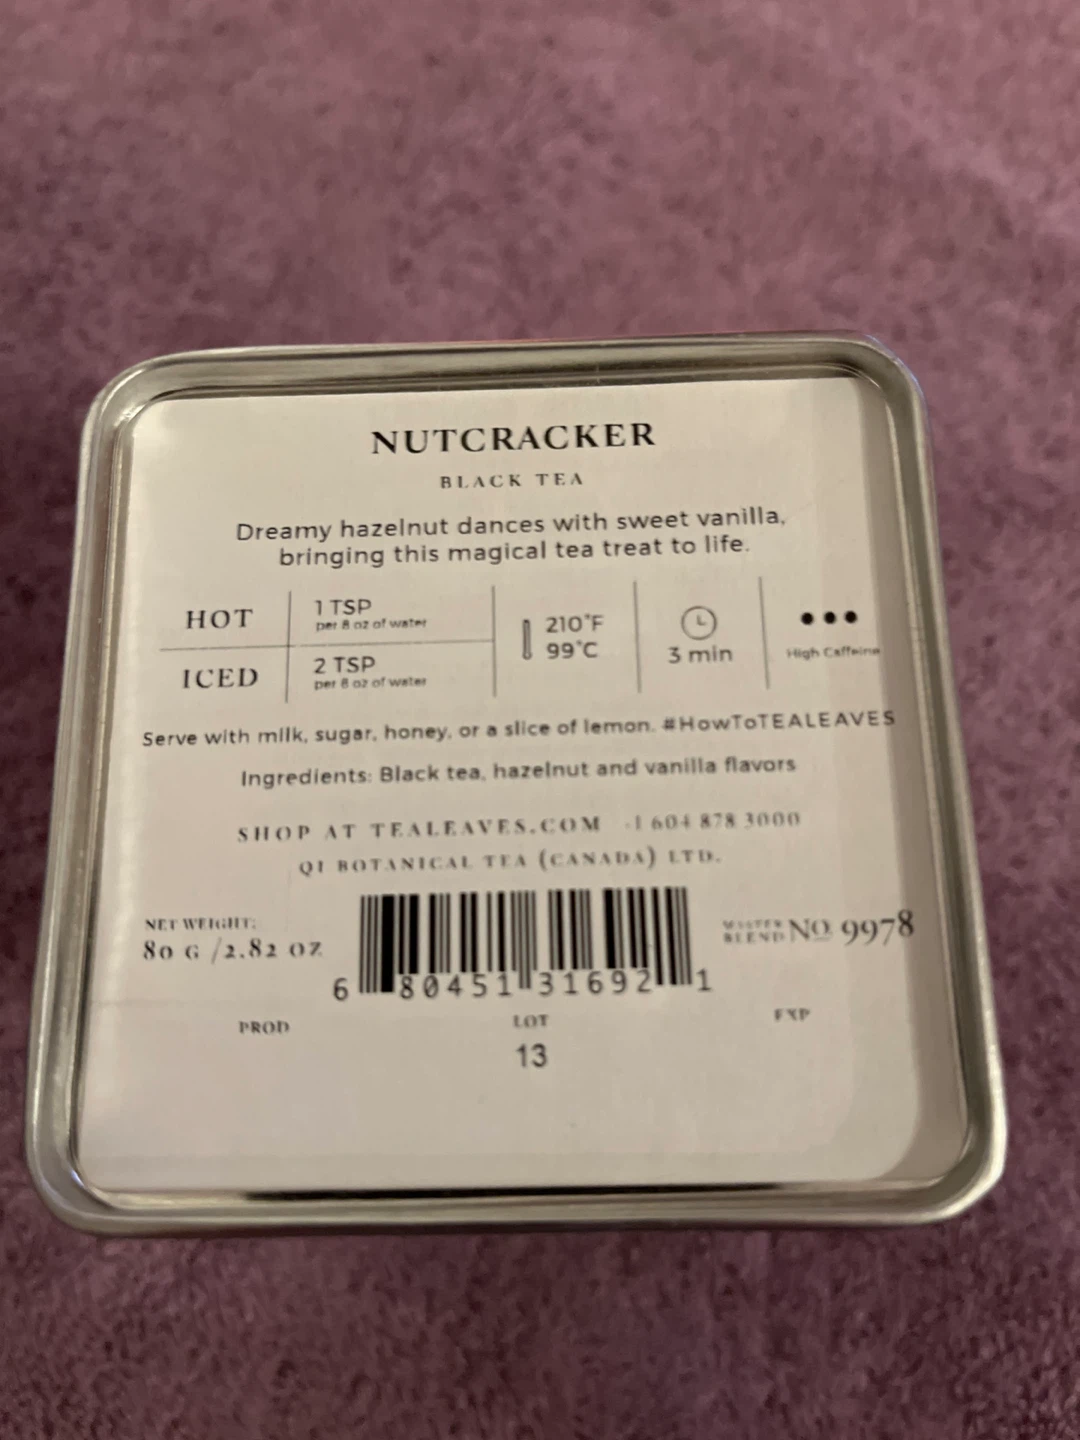 NUTCRACKER
BLACK TEA
Dreamy hazelnut dances with sweet vanilla,
bringing this magical tea treat to life.
HOT
1 TSP
per 8 oz of water
ICED
2 TSP
per 8 oz of water
210°F
99°C
3 min
High Caffeine
Serve with milk, sugar, honey, or a slice of lemon. #HowToTEALEAVES
Ingredients: Black tea, hazelnut and vanilla flavors
SHOP AT TEALEAVES.COM +1 604 878 3000
QI BOTANICAL TEA (CANADA) LTD.
NET WEIGHT:
80 G /2.82 OZ
MASTER
BLEND NO. 9978
6 80451 31692 1
PROD
LOT
EXP
13